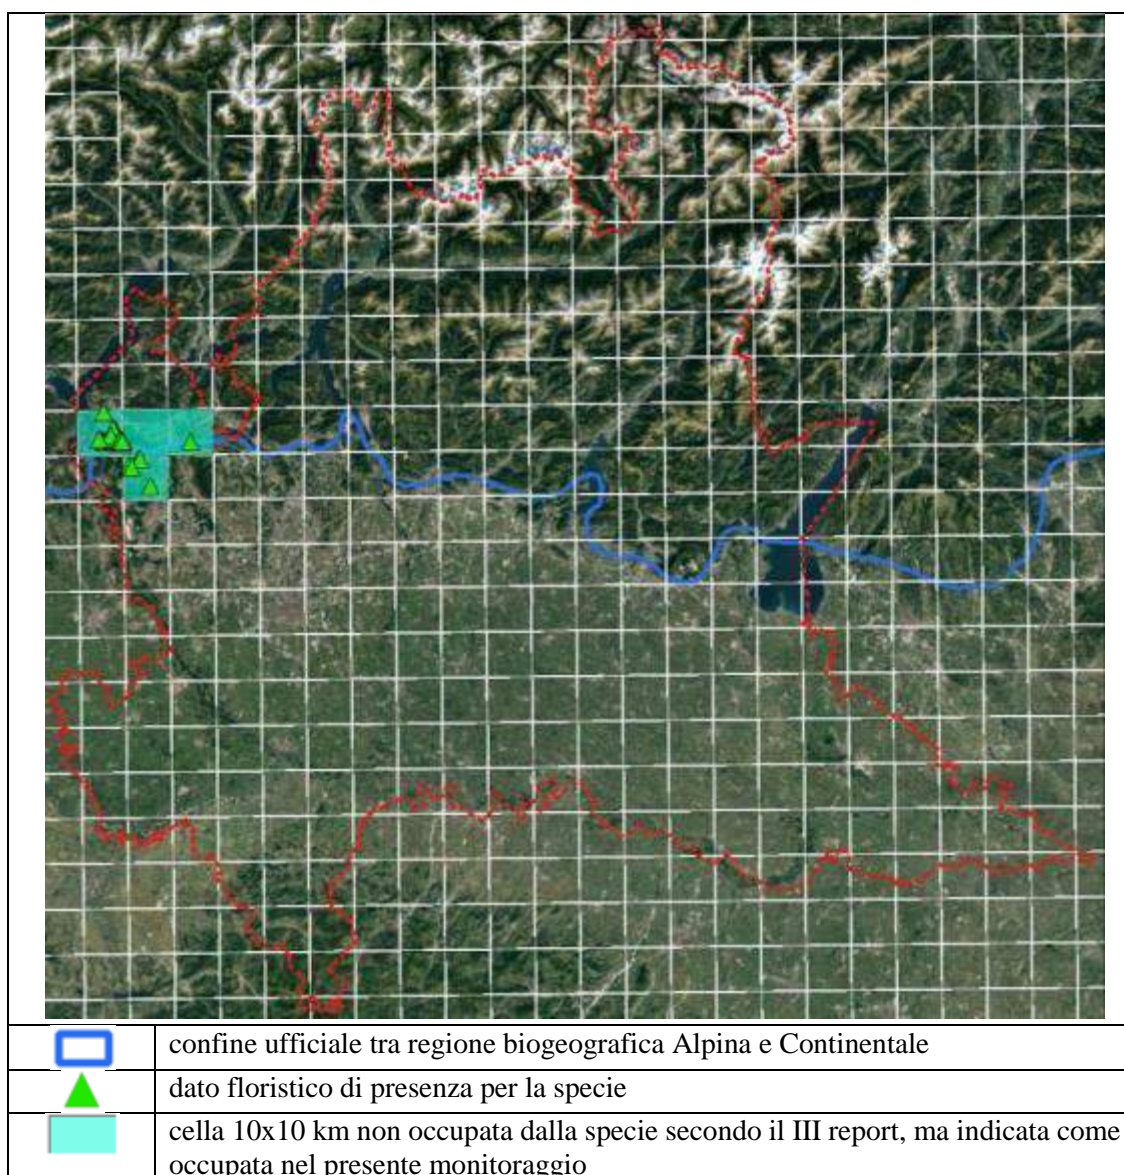 confine ufficiale tra regione biogeografica Alpina e Continentale
dato floristico di presenza per la specie
cella 10x10 km non occupata dalla specie secondo il III report, ma indicata come
occupata nel presente monitoraggio